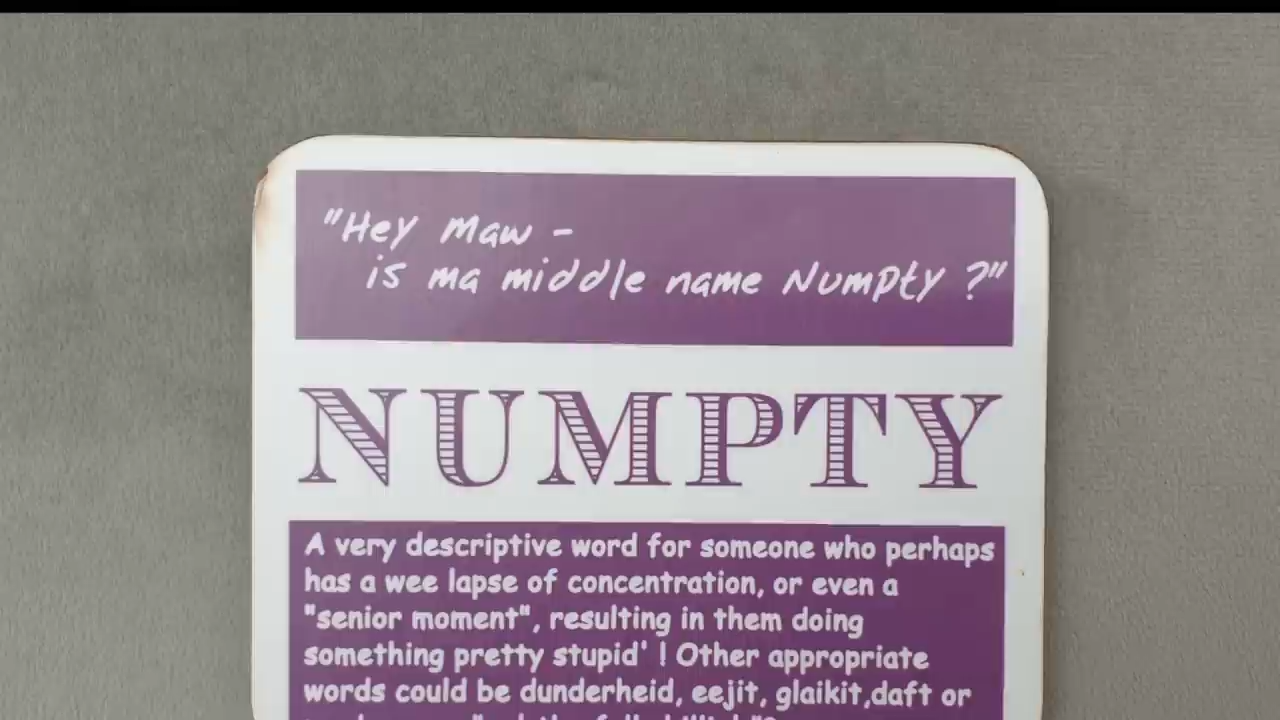 "Hey Maw -
is ma middle name Numpty ?"
NUMPTY
A very descriptive word for someone who perhaps
has a wee lapse of concentration, or even a
"senior moment", resulting in them doing
something pretty stupid' ! Other appropriate
words could be dunderheid, eejit, glaikit,daft or